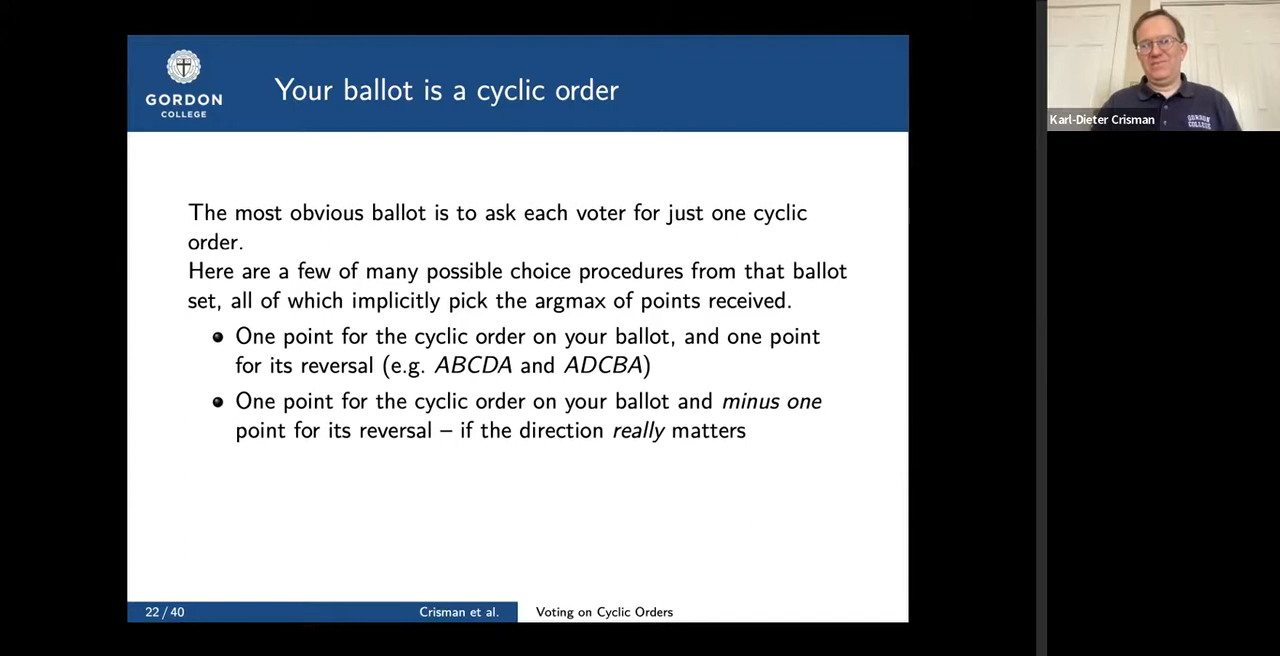 GORDON
COLLEGE
Your ballot is a cyclic order
The most obvious ballot is to ask each voter for just one cyclic
order.
Here are a few of many possible choice procedures from that ballot
set, all of which implicitly pick the argmax of points received.
One point for the cyclic order on your ballot, and one point
for its reversal (e.g. ABCDA and ADCBA)
One point for the cyclic order on your ballot and minus one
point for its reversal – if the direction really matters
22 / 40
Crisman et al.
Voting on Cyclic Orders
Karl-Dieter Crisman
GORDON
COLLEGE